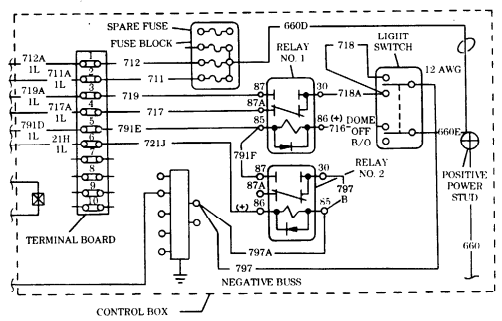 SPARE FUSE
FUSE BLOCK
660D
RELAY
NO. 1
LIGHT
SWITCH
718
12 AWG
712A
1L
1
712
711A
1L
2
711
719A
1L
3
719
87
30
718A
717A
1L
4
717
87A
791D
1L
5
791E
85
86 (+)
716
DOME
OFF
B/O
660E
21H
1L
6
721J
7
8
9
10
791F
87
30
RELAY
NO. 2
87A
797
86
(+)
85
B
POSITIVE
POWER
STUD
TERMINAL BOARD
797A
797
660
NEGATIVE BUSS
CONTROL BOX